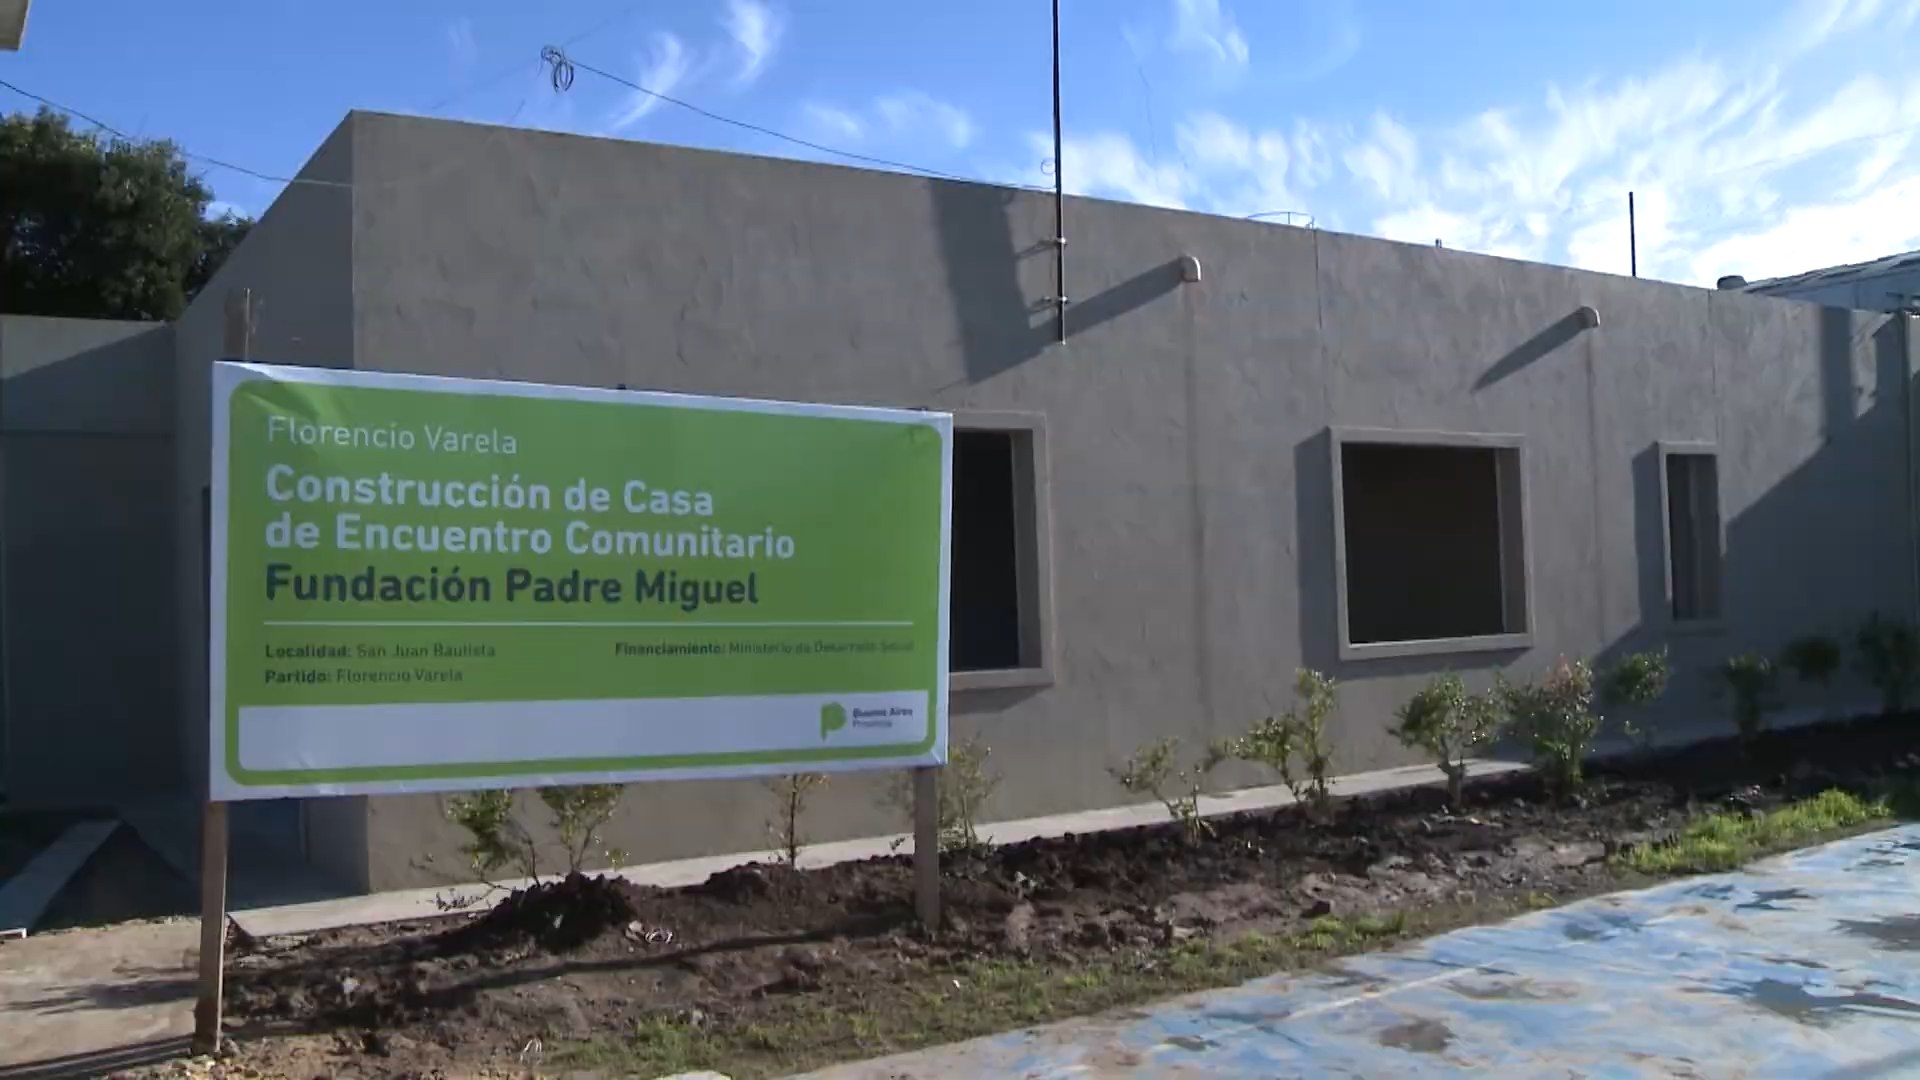 Florencio Varela
Construcción de Casa
de Encuentro Comunitario
Fundación Padre Miguel
Localidad: San Juan Bautista
Financiamiento: Ministerio de Desarrollo Social
Partido: Florencio Varela
Buenos Aires
Provincia